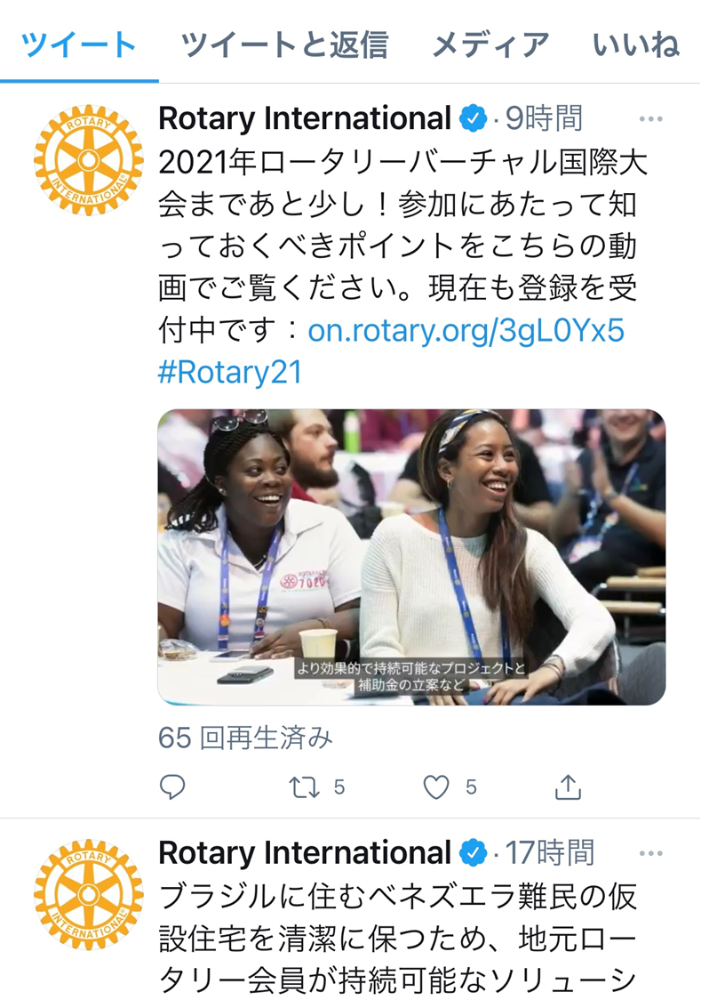 ツイート ツイートと返信 メディア いいね
ROTARY INTERNATIONAL
Rotary International · 9時間
2021年ロータリーバーチャル国際大
会まであと少し！参加にあたって知
っておくべきポイントをこちらの動
画でご覧ください。現在も登録を受
付中です：on.rotary.org/3gL0Yx5
#Rotary21
7020
より効果的で持続可能なプロジェクトと
補助金の立案など
65 回再生済み
5 5
ROTARY INTERNATIONAL
Rotary International · 17時間
ブラジルに住むベネズエラ難民の仮
設住宅を清潔に保つため、地元ロー
タリー会員が持続可能なソリューシ